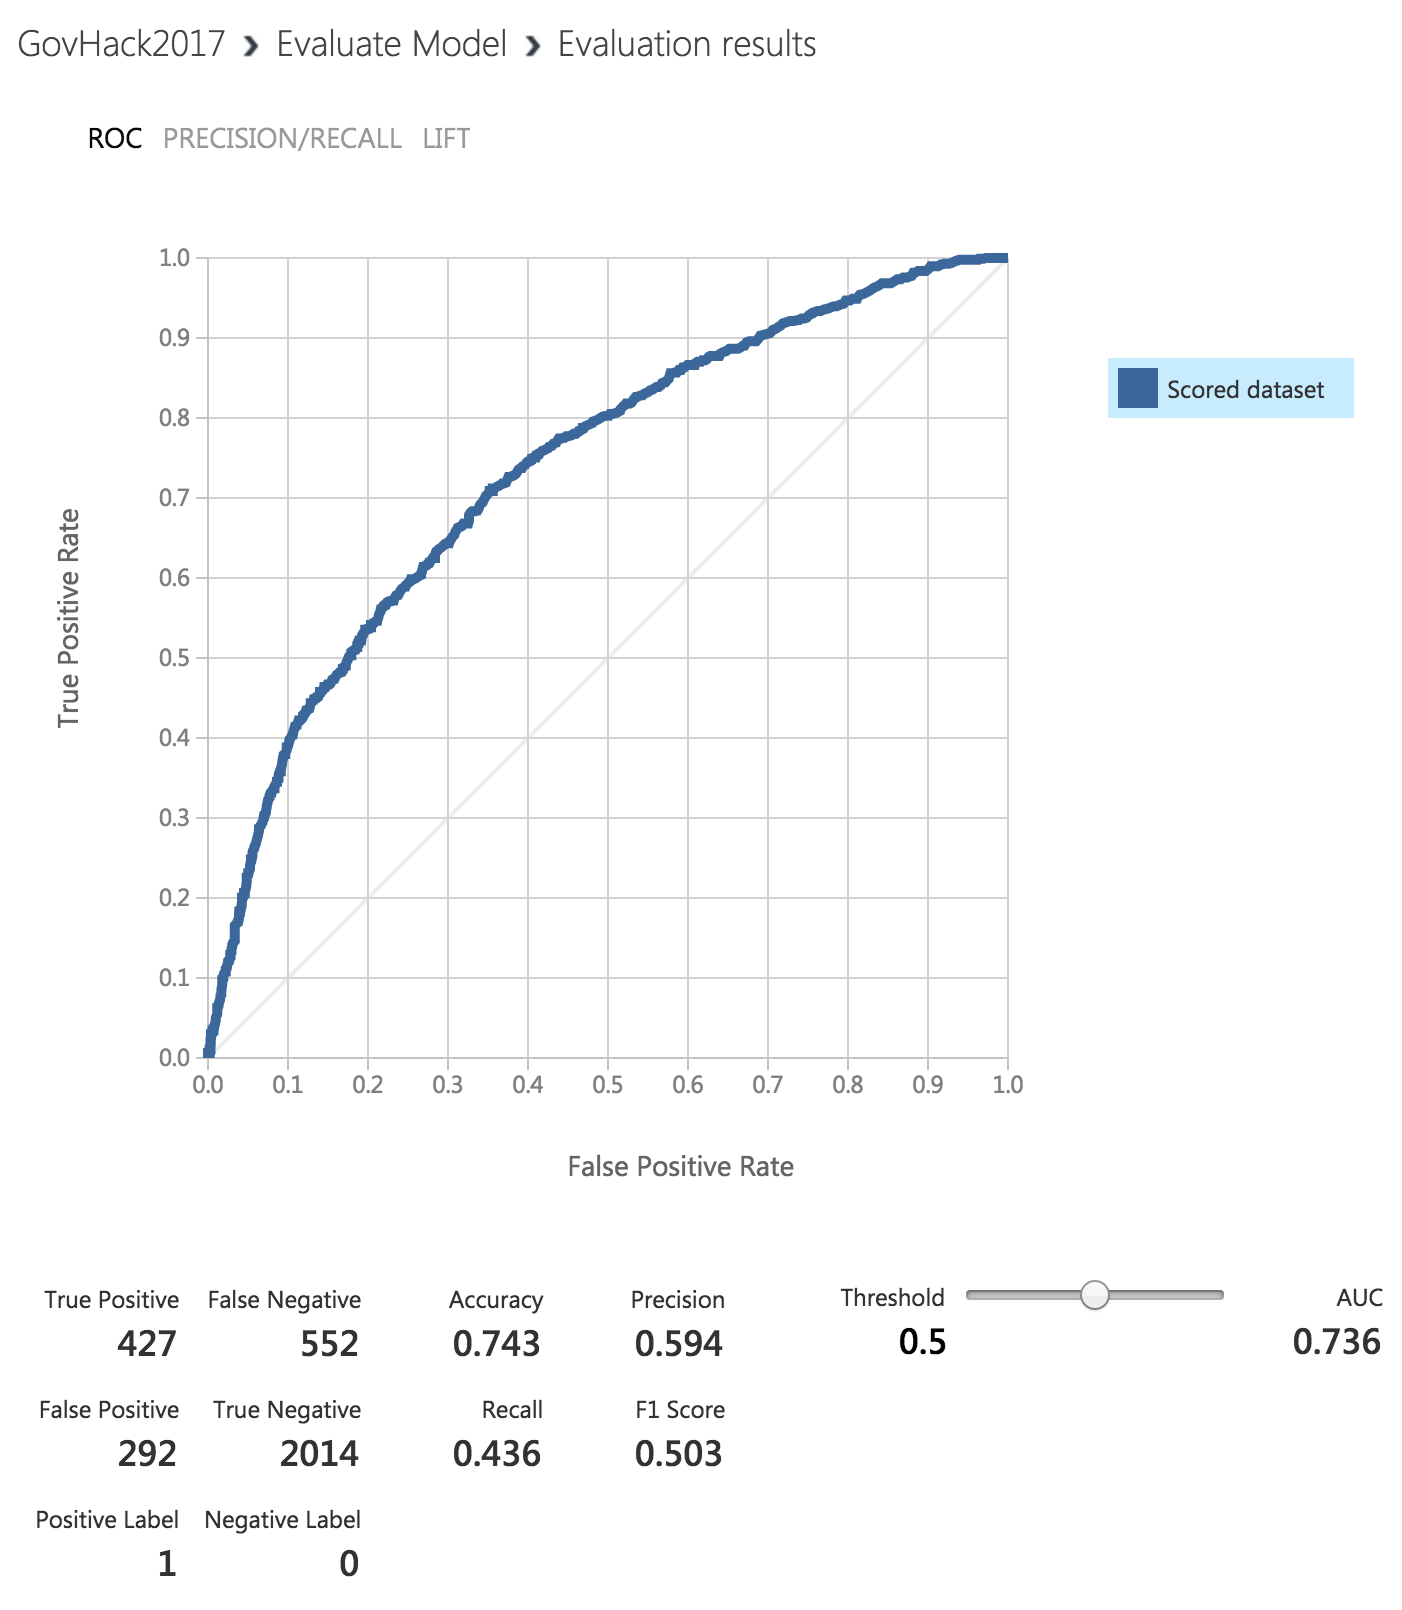 GovHack2017 › Evaluate Model › Evaluation results
ROC PRECISION/RECALL LIFT
1.0
0.9
0.8
0.7
0.6
0.5
0.4
0.3
0.2
0.1
0.0
True Positive Rate
0.0 0.1 0.2 0.3 0.4 0.5 0.6 0.7 0.8 0.9 1.0
False Positive Rate
Scored dataset
True Positive False Negative Accuracy Precision Threshold AUC
427 552 0.743 0.594 0.5 0.736
False Positive True Negative Recall F1 Score
292 2014 0.436 0.503
Positive Label Negative Label
1 0